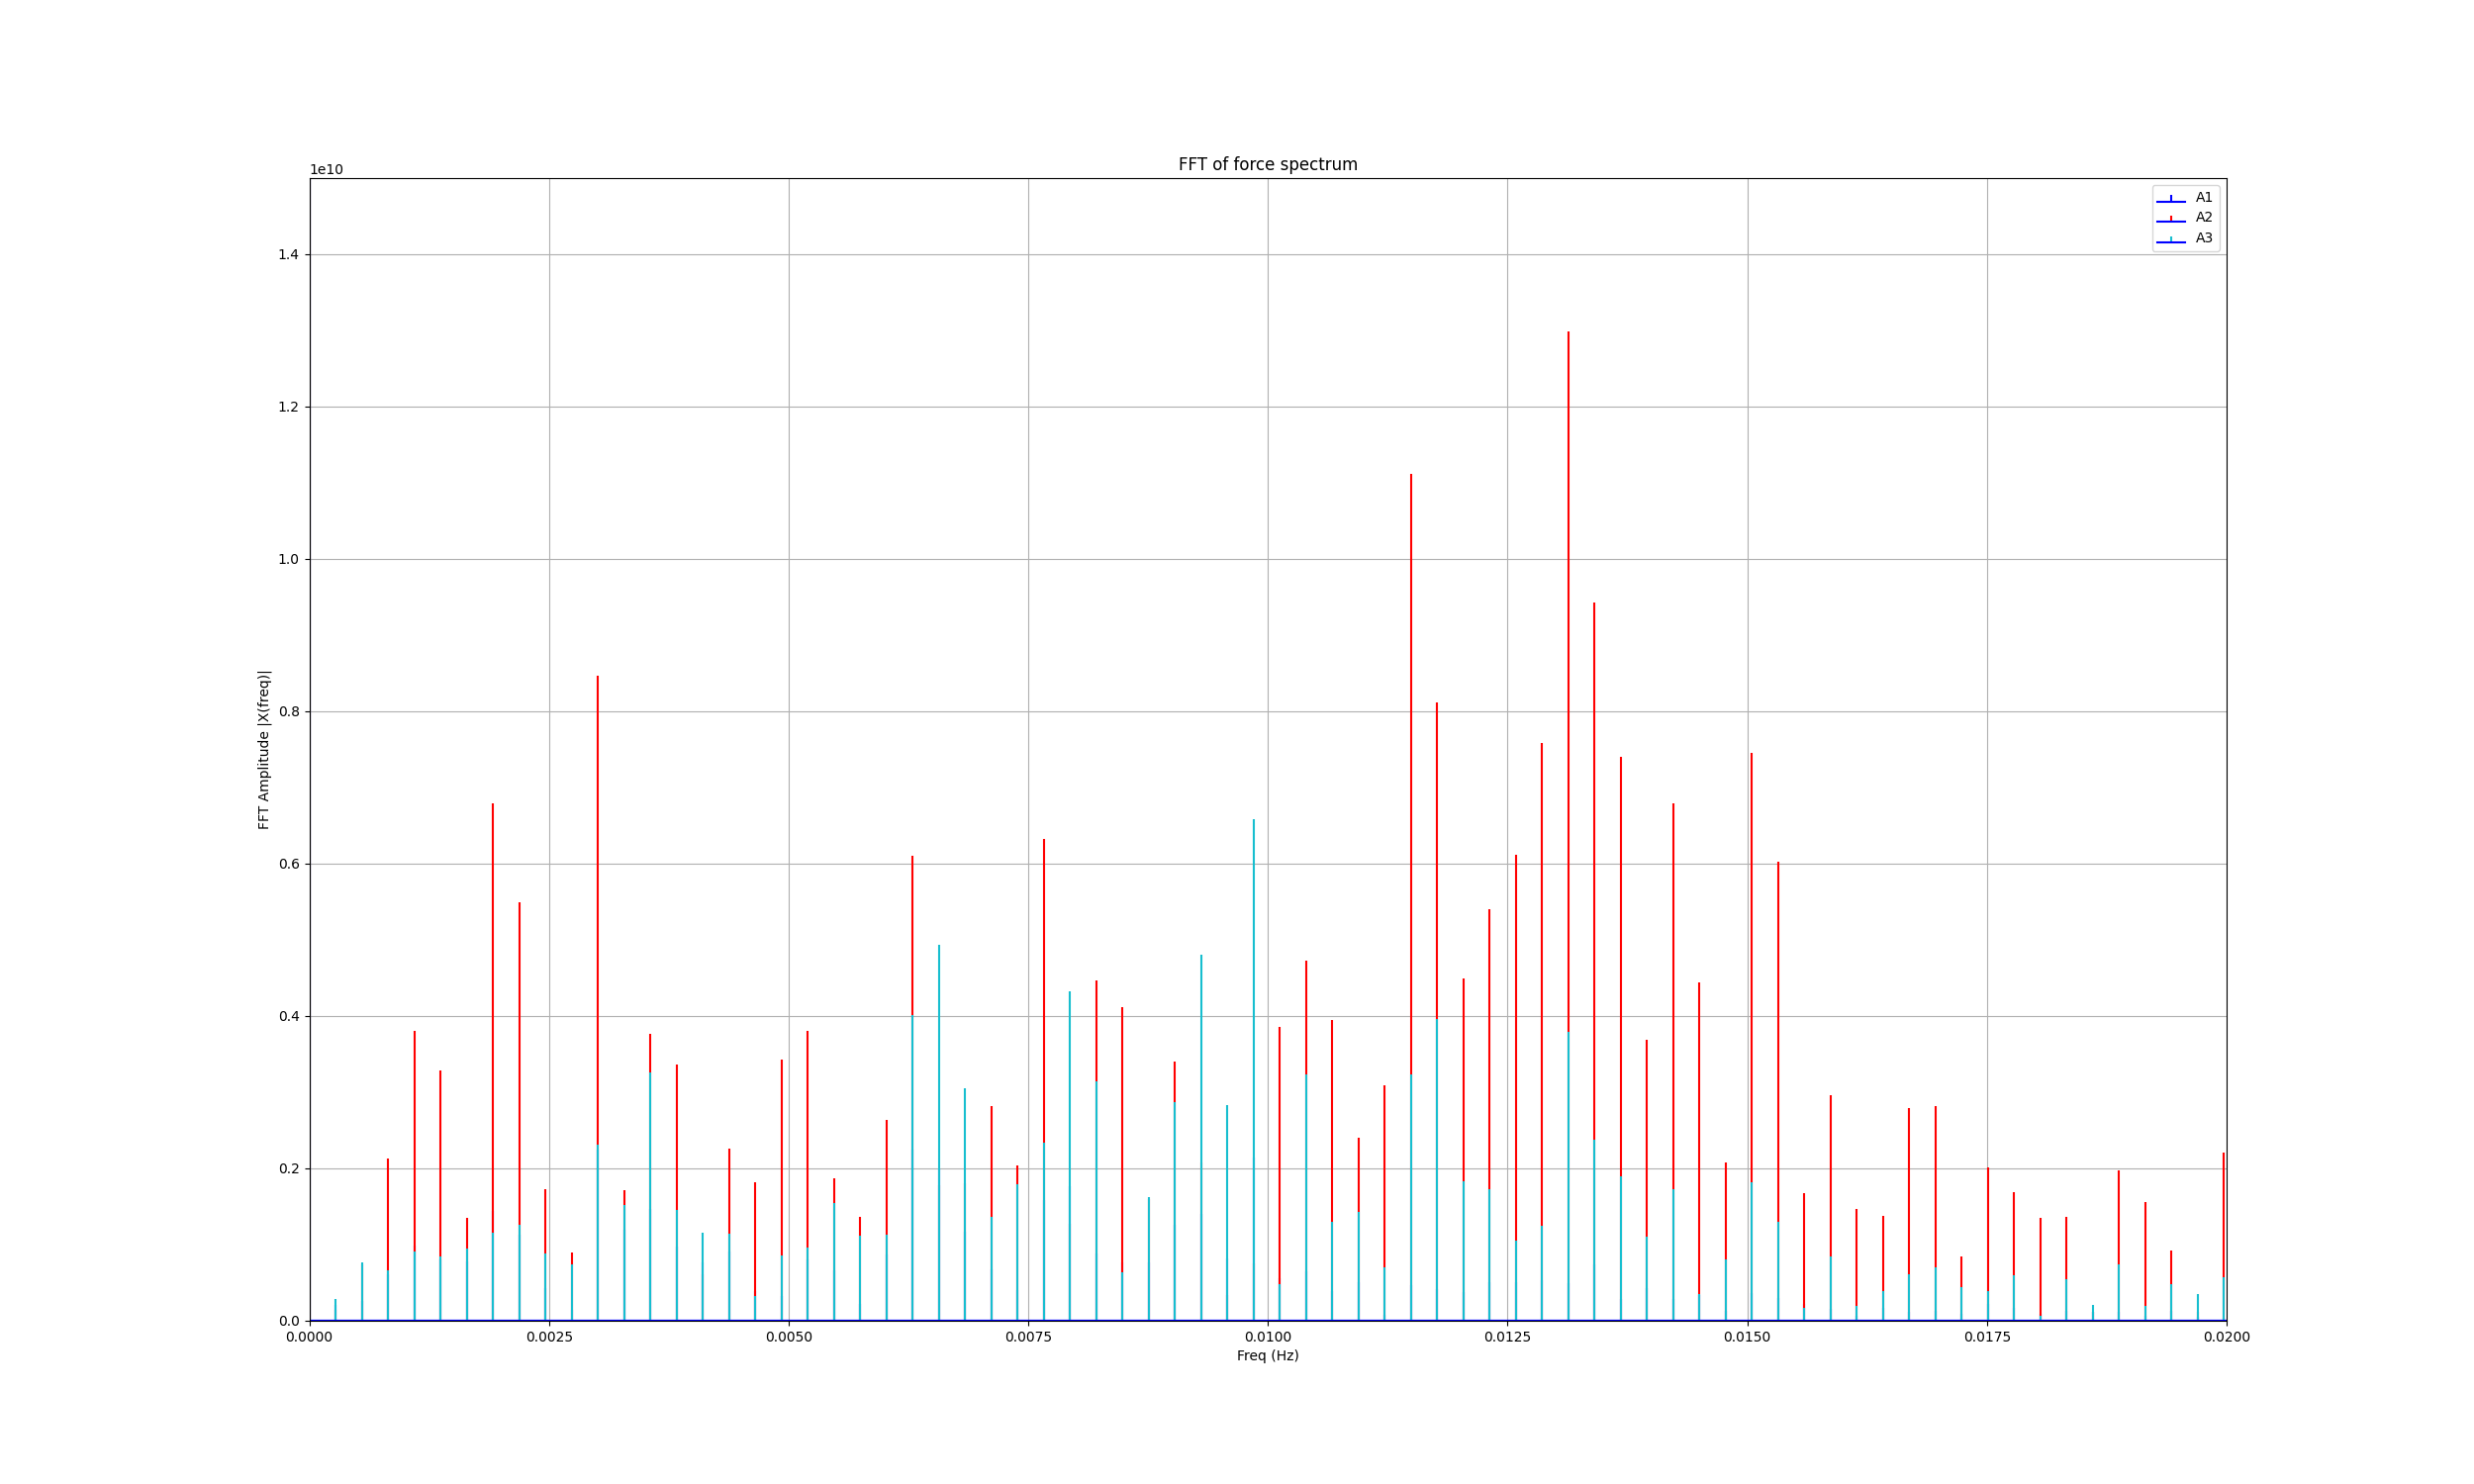 FFT of force spectrum
1e10
A1
A2
A3
1.4
1.2
1.0
0.8
0.6
0.4
0.2
0.0
FFT Amplitude |X(freq)|
0.0000 0.0025 0.0050 0.0075 0.0100 0.0125 0.0150 0.0175 0.0200
Freq (Hz)